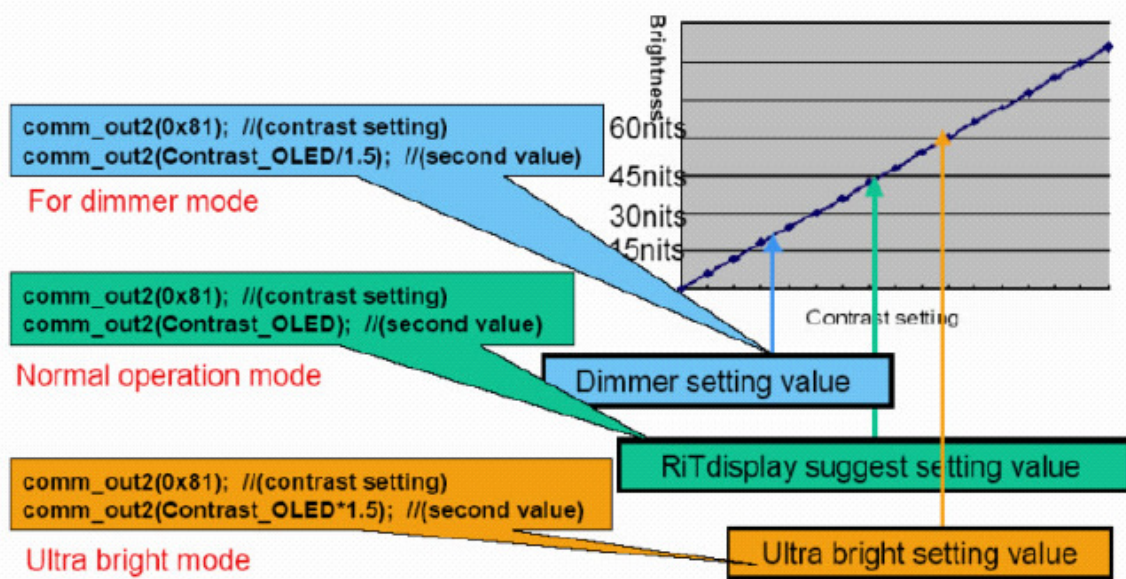 Brightness
comm_out2(0x81); //(contrast setting)
comm_out2(Contrast_OLED/1.5); //(second value)
For dimmer mode
60nits
45nits
30nits
15nits
Contrast setting
comm_out2(0x81); //(contrast setting)
comm_out2(Contrast_OLED); //(second value)
Normal operation mode
Dimmer setting value
RiTdisplay suggest setting value
comm_out2(0x81); //(contrast setting)
comm_out2(Contrast_OLED*1.5); //(second value)
Ultra bright mode
Ultra bright setting value